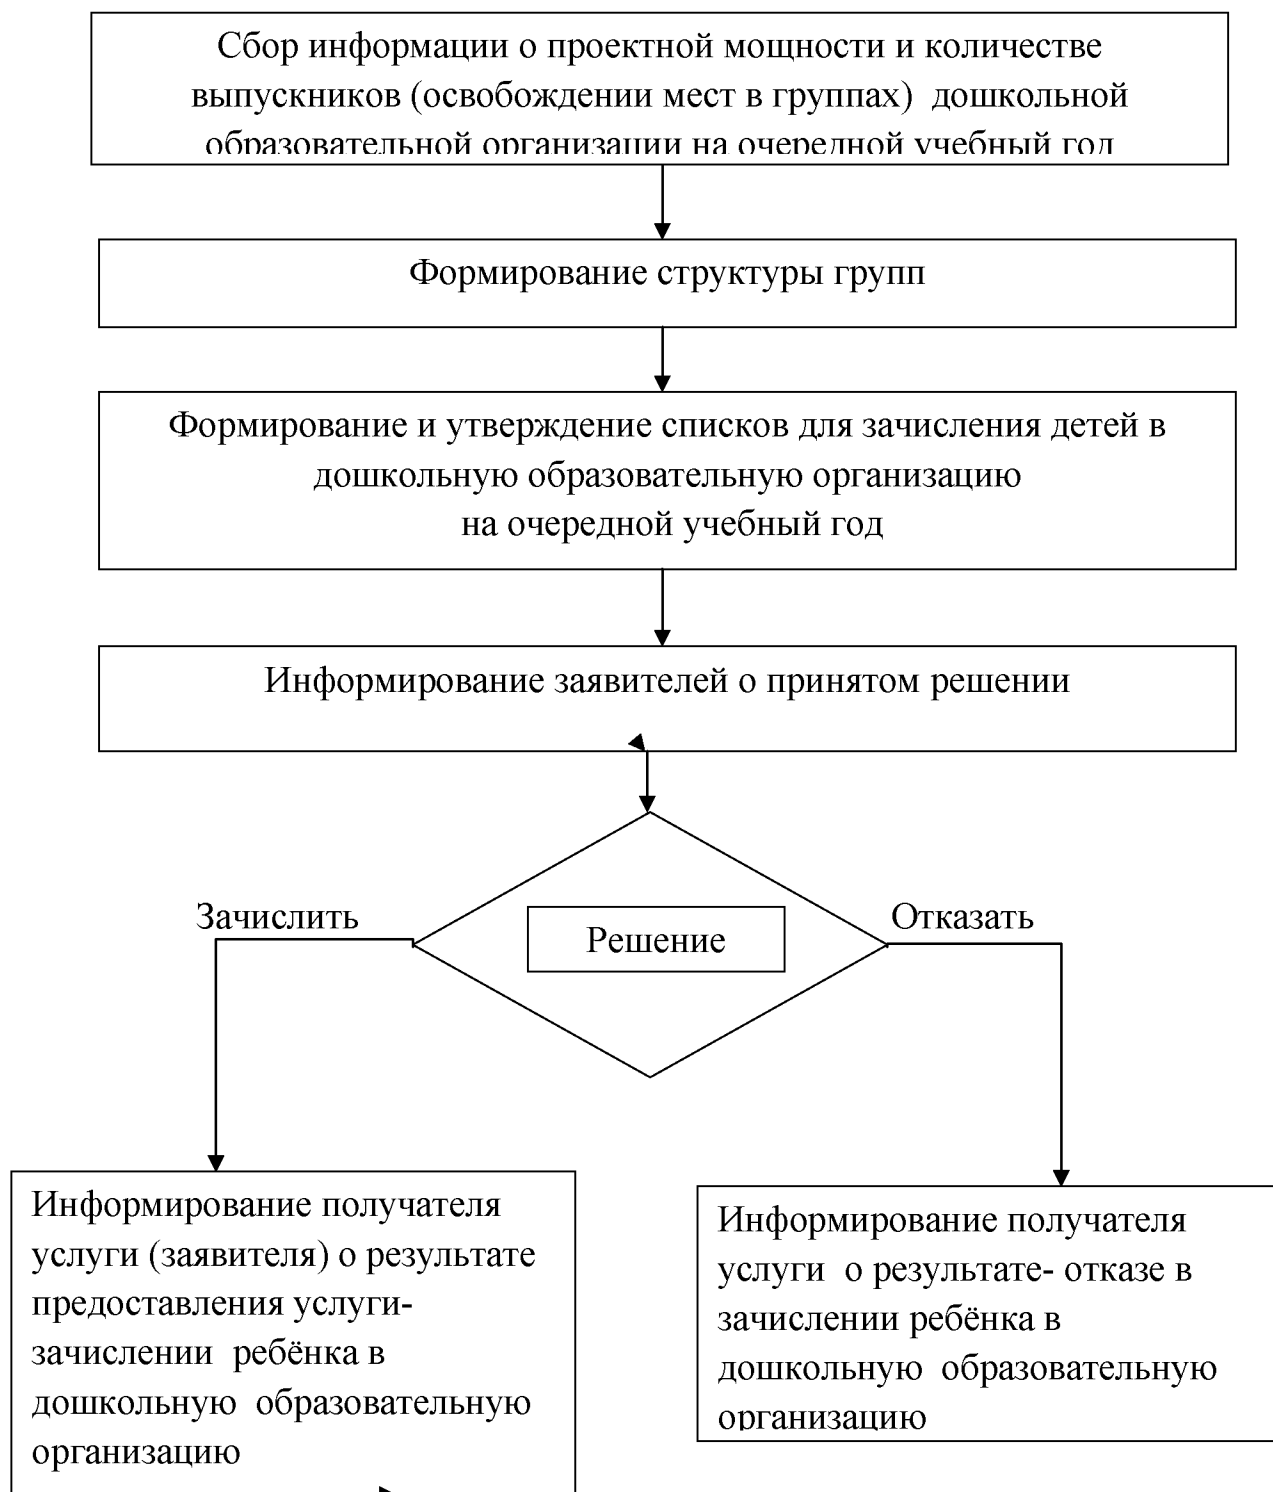 Сбор информации о проектной мощности и количестве
выпускников (освобождении мест в группах)  дошкольной
образовательной организации на очередной учебный год
Формирование структуры групп
Формирование и утверждение списков для зачисления детей в
дошкольную образовательную организацию
на очередной учебный год
Информирование заявителей о принятом решении
Зачислить
Решение
Отказать
Информирование получателя
услуги (заявителя) о результате
предоставления услуги-
зачислении  ребёнка в
дошкольную  образовательную
организацию
Информирование получателя
услуги  о результате- отказе в
зачислении ребёнка в
дошкольную  образовательную
организацию